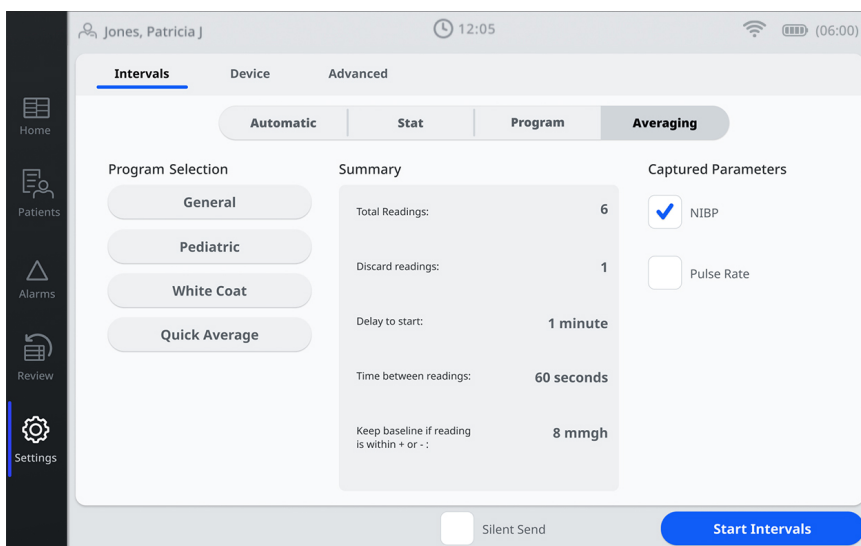 Jones, Patricia J
12:05
(06:00)
Home
Patients
Alarms
Review
Settings
Intervals Device Advanced
Automatic Stat Program Averaging
Program Selection
General
Pediatric
White Coat
Quick Average
Summary
Total Readings: 6
Discard readings: 1
Delay to start: 1 minute
Time between readings: 60 seconds
Keep baseline if reading
is within + or - : 8 mmgh
Captured Parameters
NIBP
Pulse Rate
Silent Send
Start Intervals